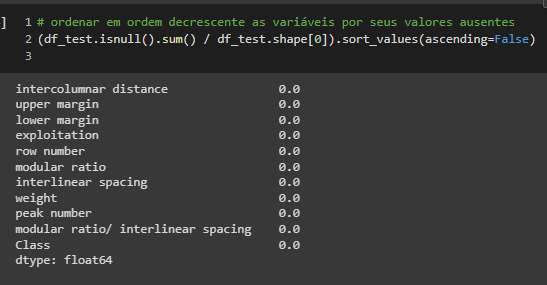 ] 1 # ordenar em ordem decrescente as variáveis por seus valores ausentes
2 (df_test.isnull().sum() / df_test.shape[0]).sort_values(ascending=False)
3
intercolumnar distance 0.0
upper margin 0.0
lower margin 0.0
exploitation 0.0
row number 0.0
modular ratio 0.0
interlinear spacing 0.0
weight 0.0
peak number 0.0
modular ratio/ interlinear spacing 0.0
Class 0.0
dtype: float64